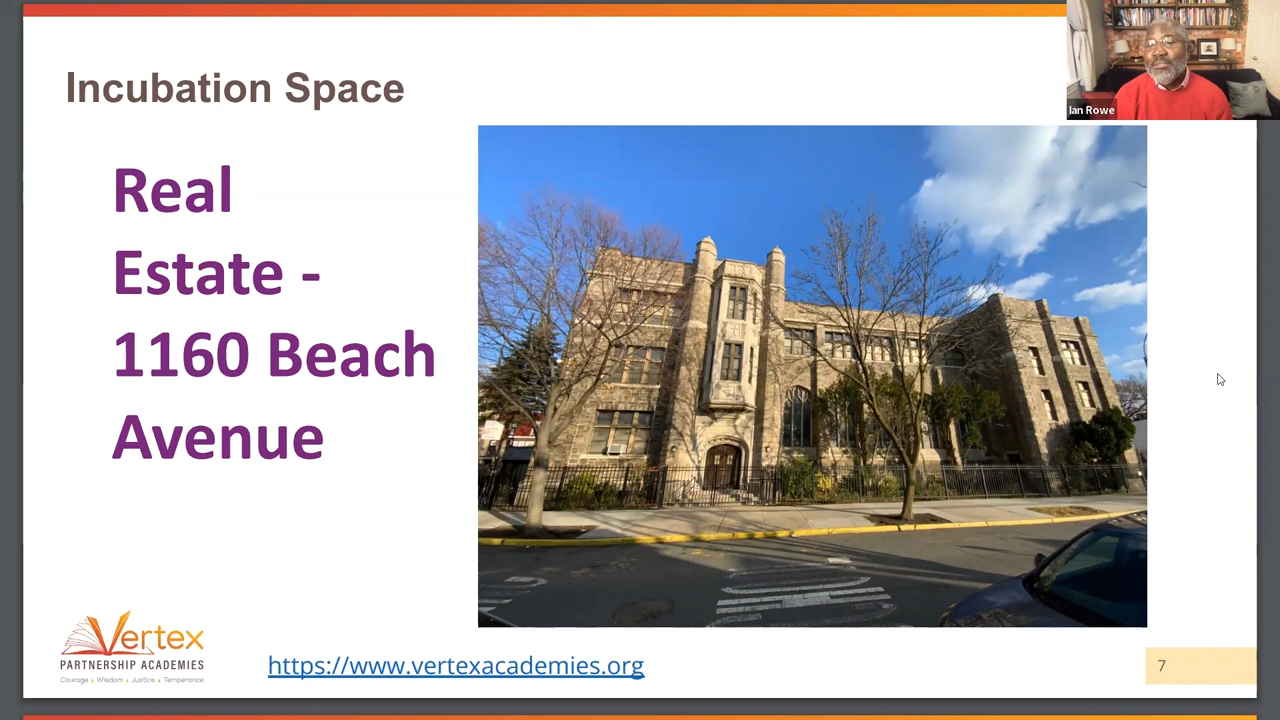 Incubation Space
Ian Rowe
Real
Estate -
1160 Beach
Avenue
Vertex
PARTNERSHIP ACADEMIES
Courage Wisdom Justice Temperance
https://www.vertexacademies.org
7